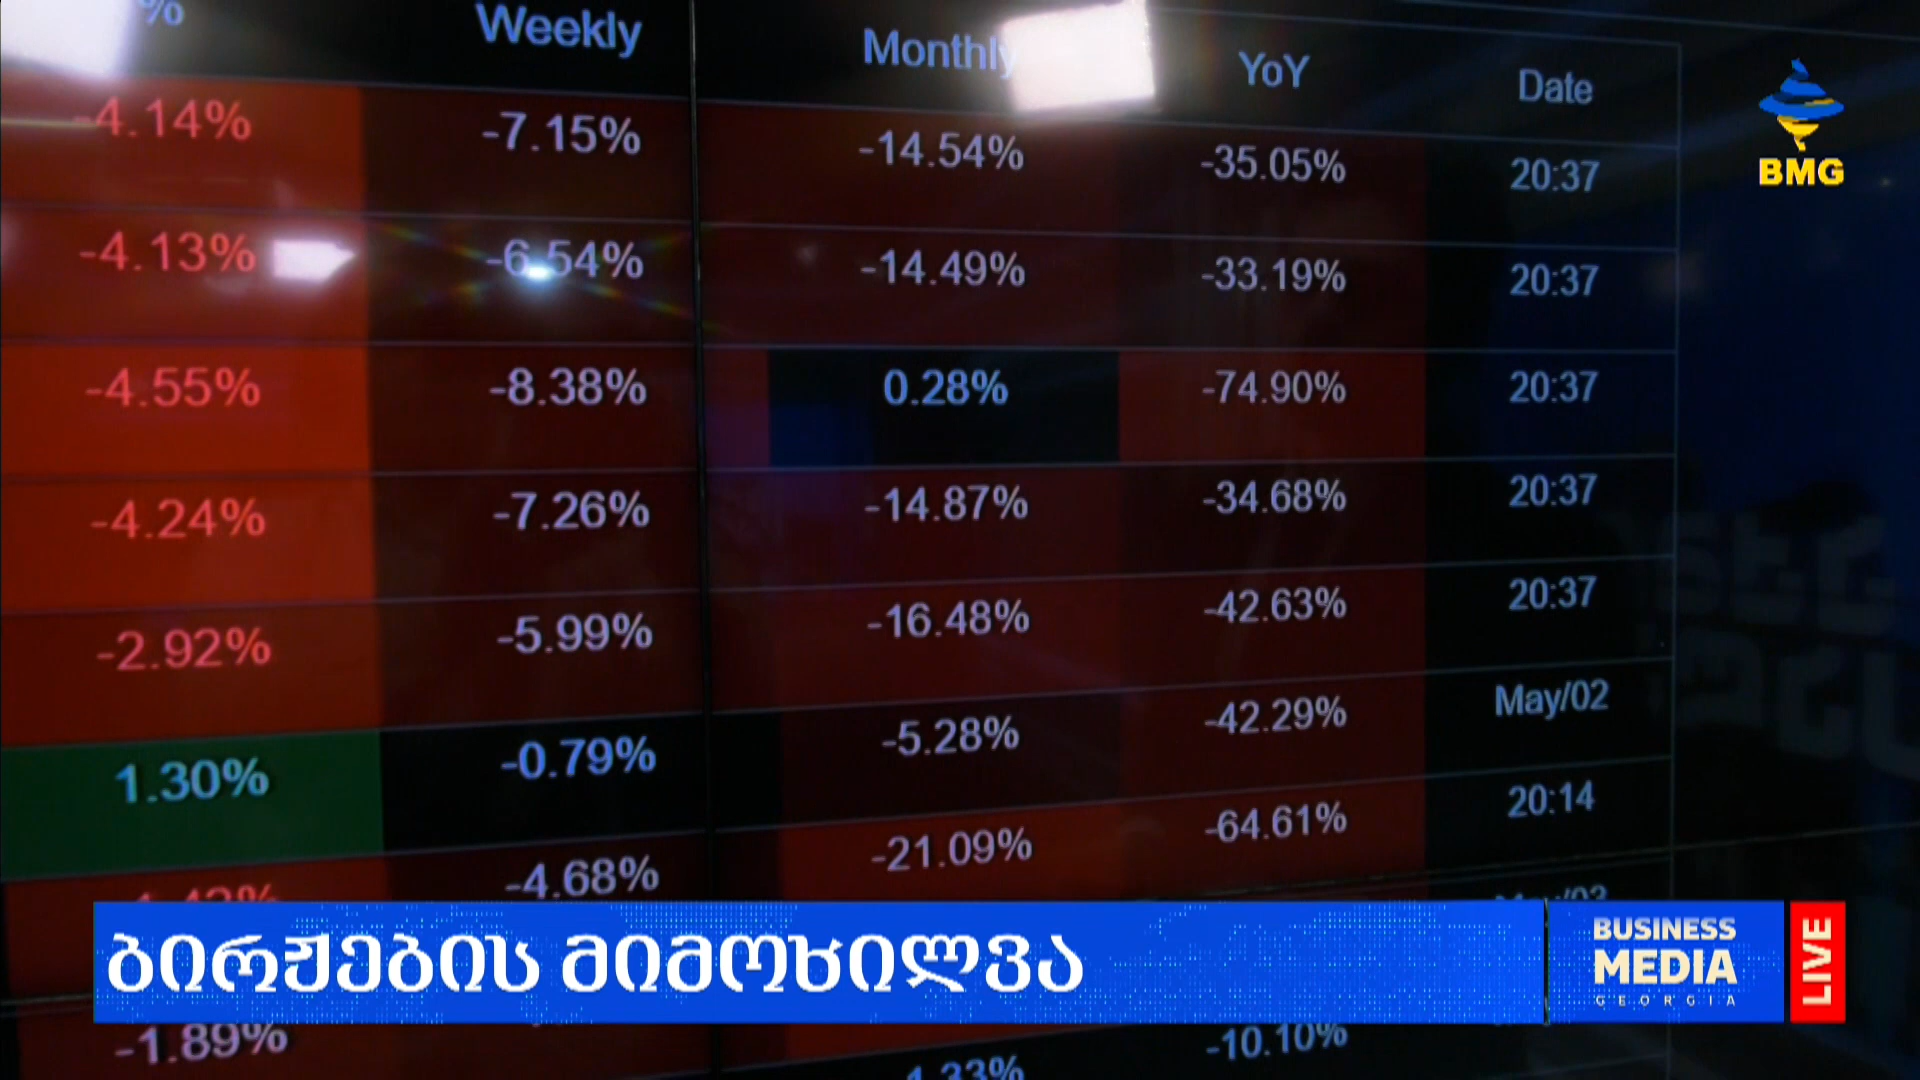 % Weekly Monthly YoY Date
-4.14% -7.15% -14.54% -35.05% 20:37
-4.13% -6.54% -14.49% -33.19% 20:37
-4.55% -8.38% 0.28% -74.90% 20:37
-4.24% -7.26% -14.87% -34.68% 20:37
-2.92% -5.99% -16.48% -42.63% 20:37
1.30% -0.79% -5.28% -42.29% May/02
-4.68% -21.09% -64.61% 20:14
-1.89% -10.10%
BMG
ბირჟების მიმოხილვა
BUSINESS
MEDIA
GEORGIA
LIVE